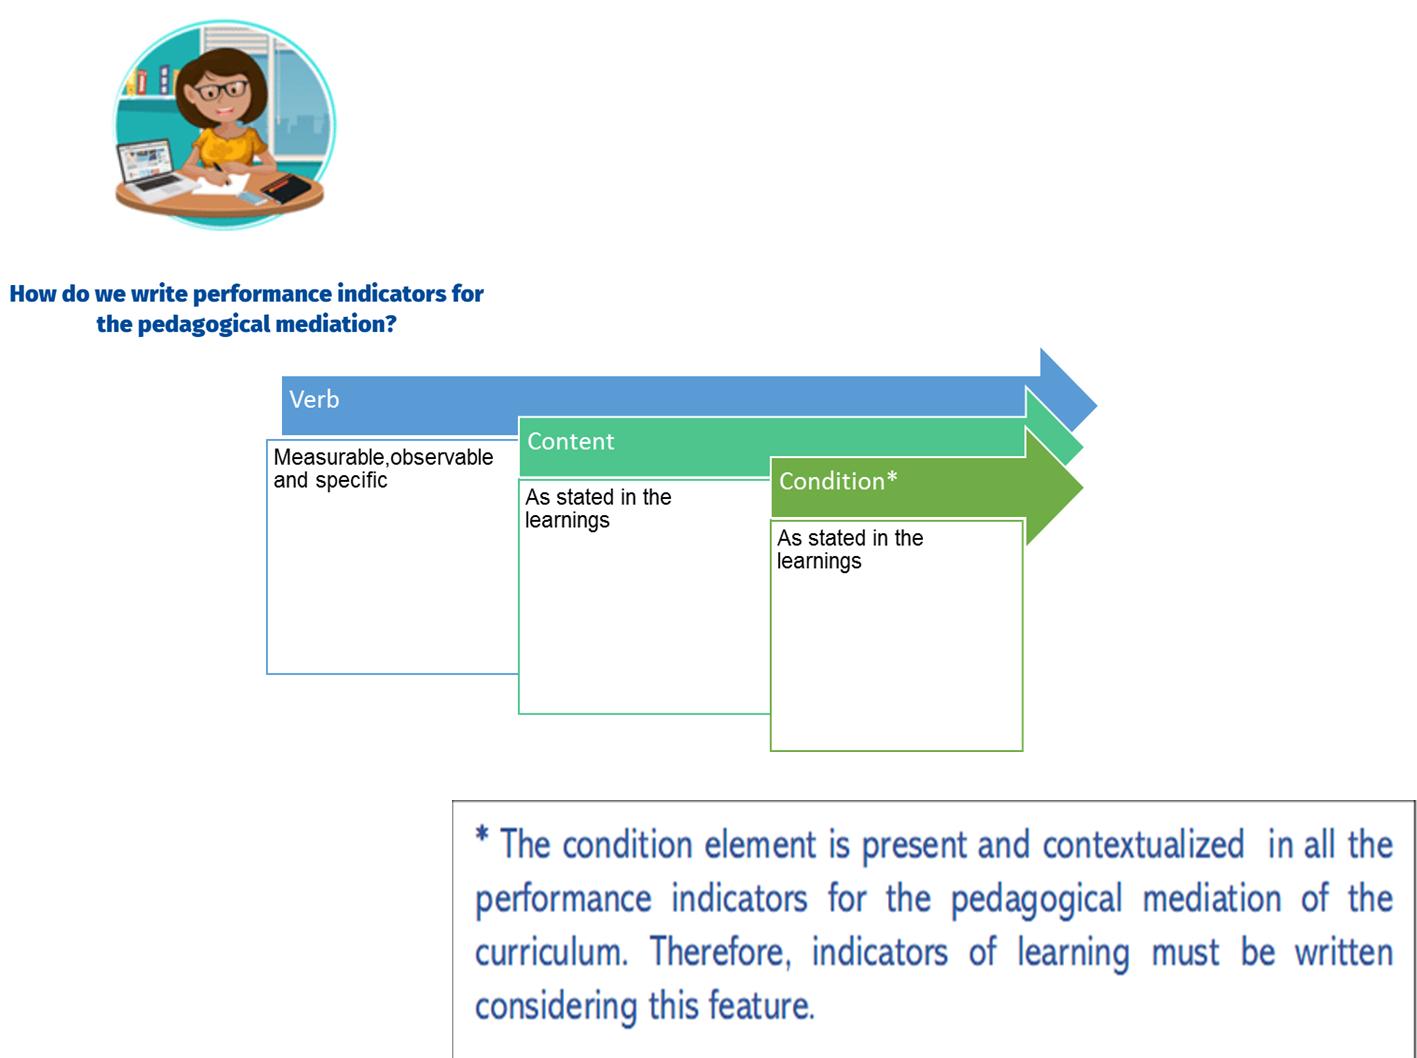 How do we write performance indicators for
the pedagogical mediation?
Verb
Measurable,observable
and specific
Content
As stated in the
learnings
Condition*
As stated in the
learnings
* The condition element is present and contextualized in all the
performance indicators for the pedagogical mediation of the
curriculum. Therefore, indicators of learning must be written
considering this feature.